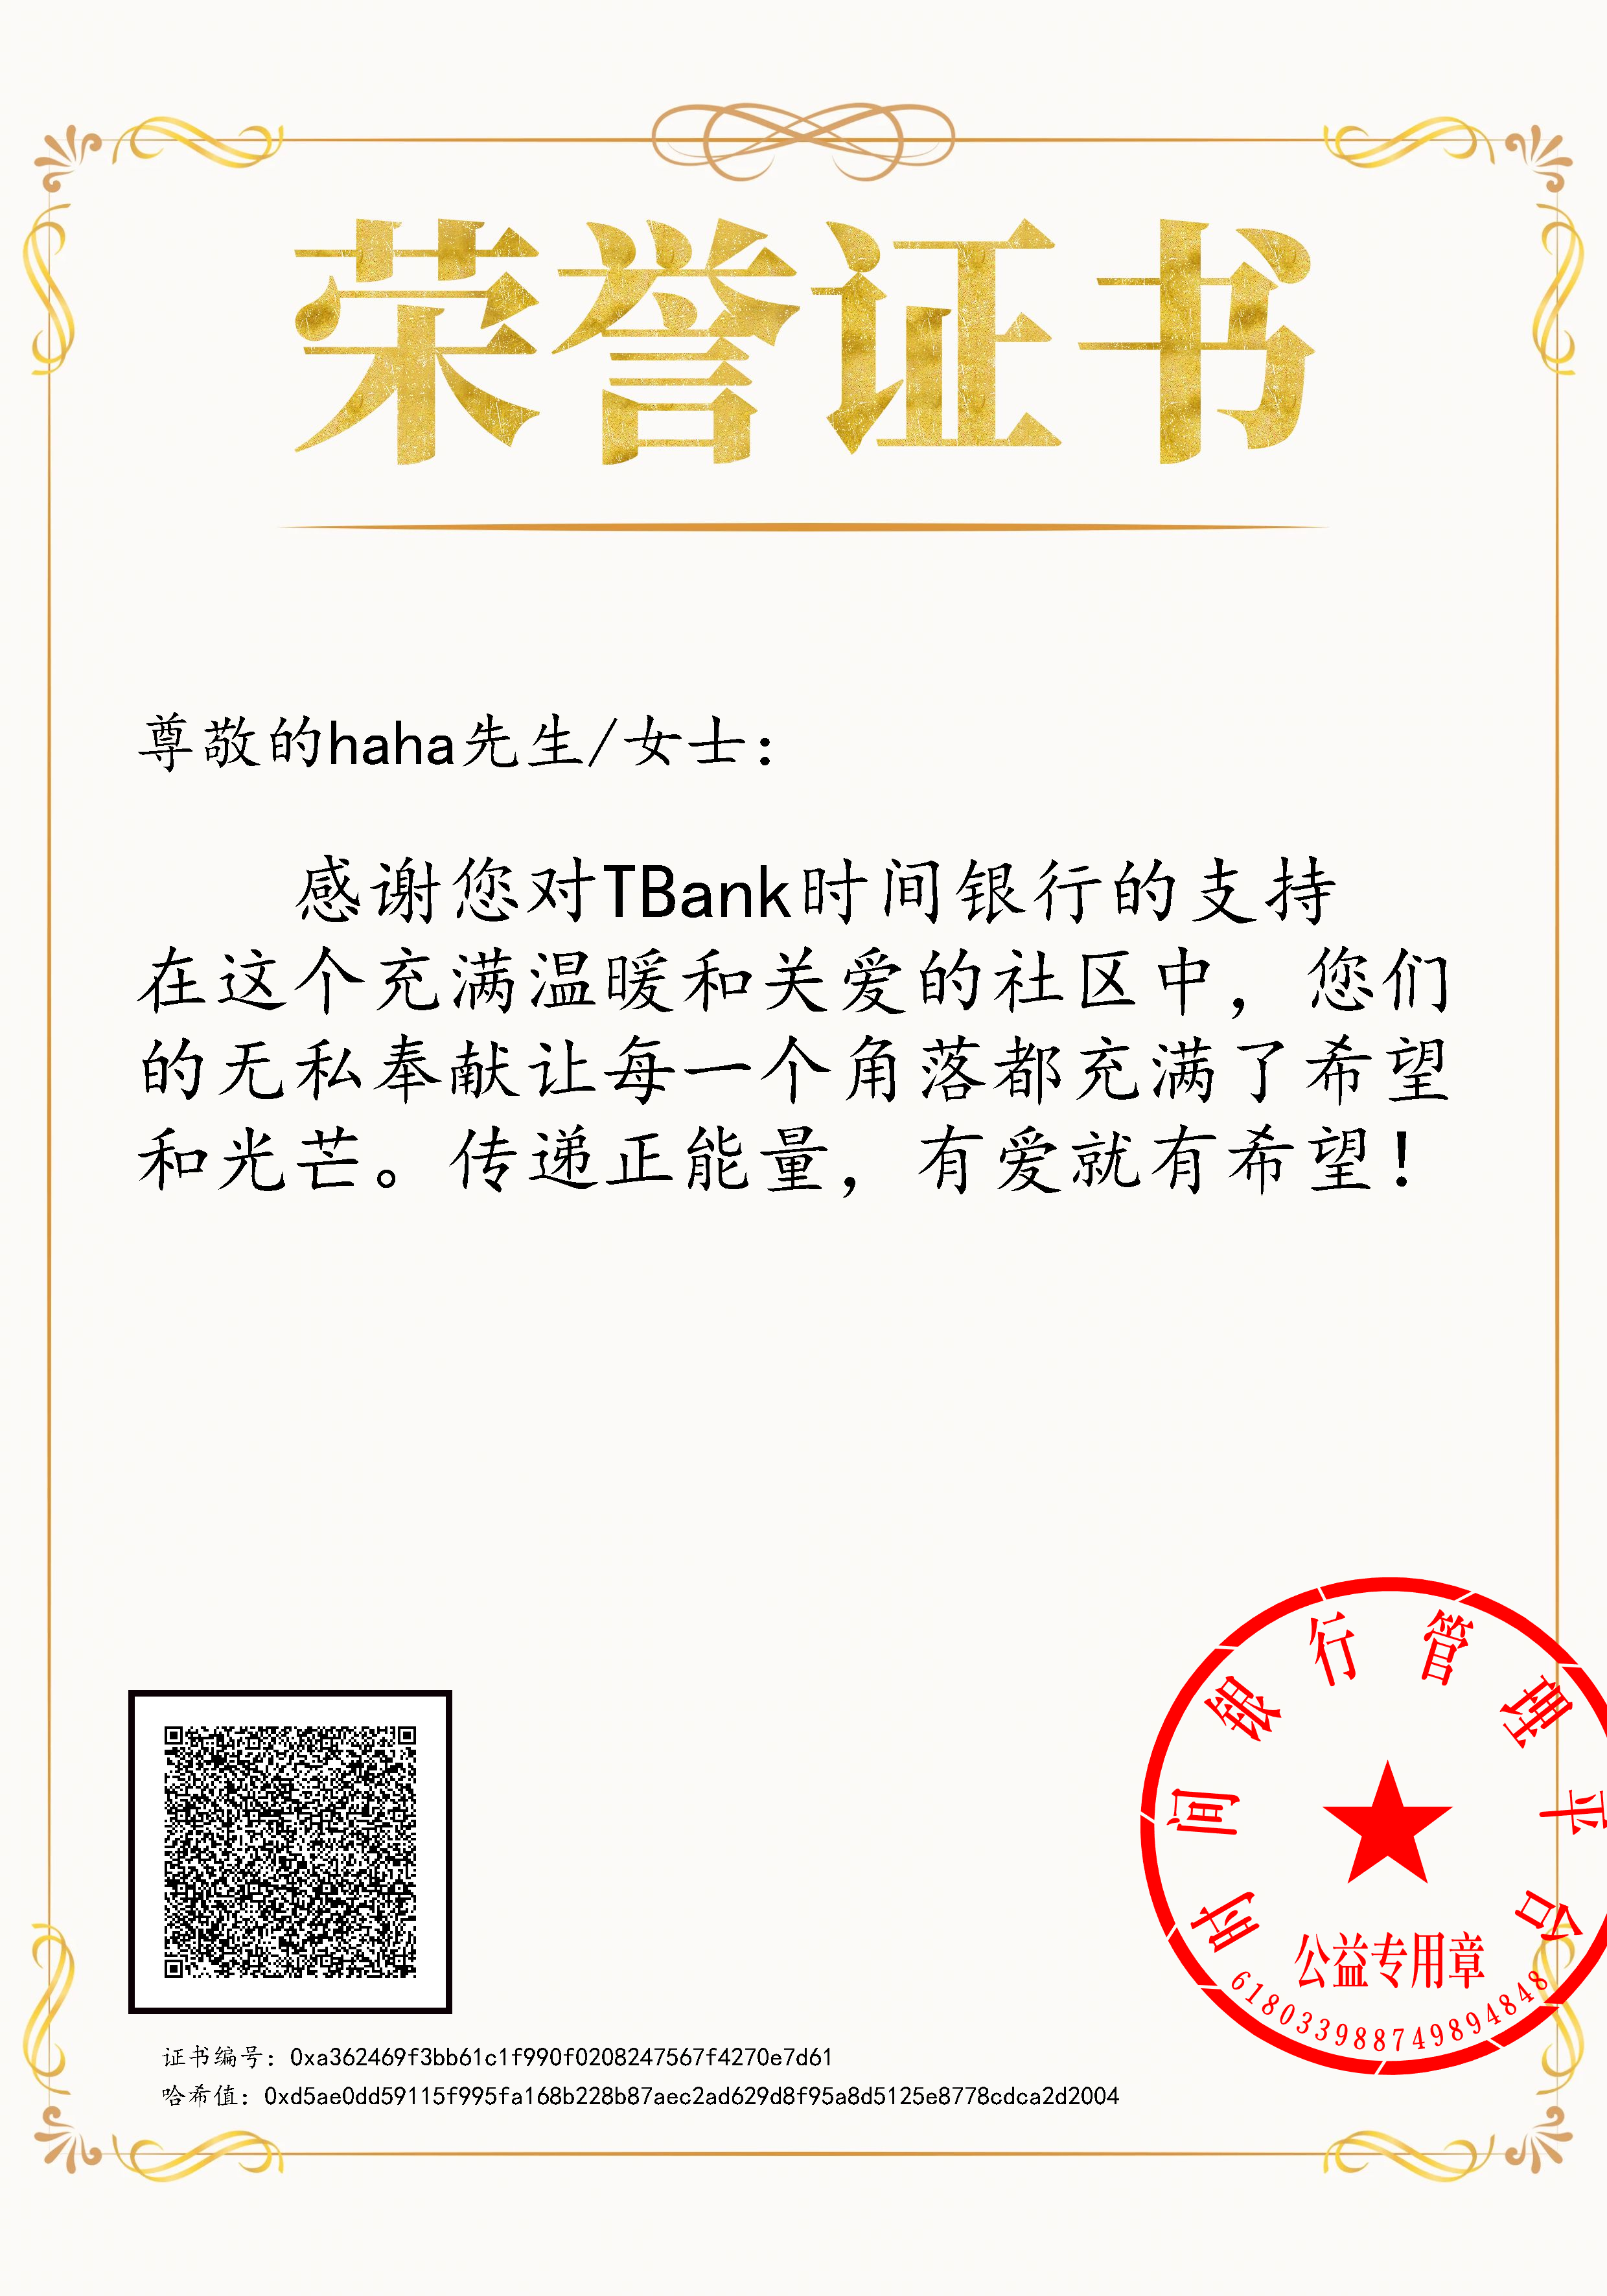 荣誉证书
尊敬的haha先生/女士：
感谢您对TBank时间银行的支持
在这个充满温暖和关爱的社区中，您们
的无私奉献让每一个角落都充满了希望
和光芒。传递正能量，有爱就有希望！
时间银行管理平台
公益专用章
618033988749894848
证书编号：0xa362469f3bb61c1f990f0208247567f4270e7d61
哈希值：0xd5ae0dd59115f995fa168b228b87aec2ad629d8f95a8d5125e8778cdca2d2004